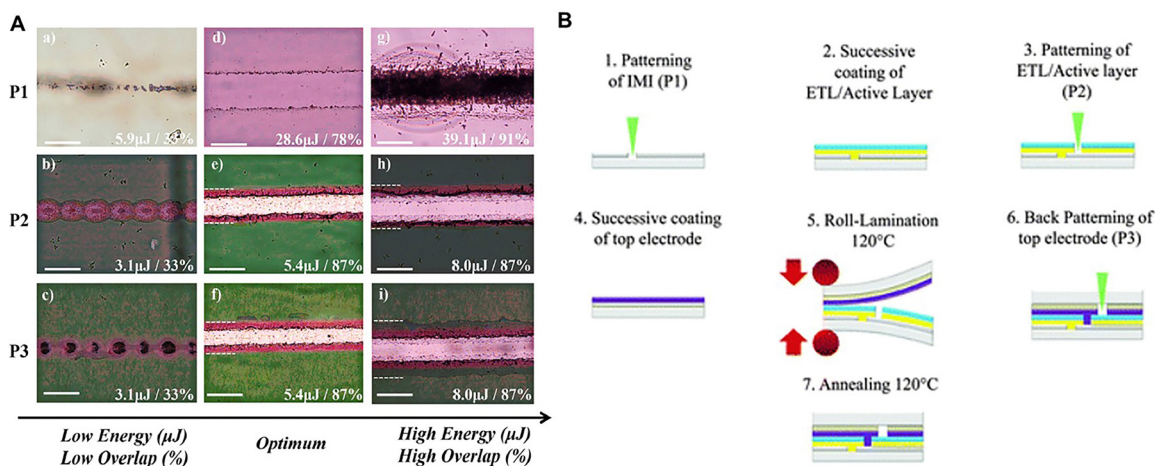 A
B
a)
d)
g)
P1
5.9µJ / 33%
28.6µJ / 78%
39.1µJ / 91%
b)
e)
h)
P2
3.1µJ / 33%
5.4µJ / 87%
8.0µJ / 87%
c)
f)
i)
P3
3.1µJ / 33%
5.4µJ / 87%
8.0µJ / 87%
Low Energy (µJ)
Low Overlap (%)
Optimum
High Energy (µJ)
High Overlap (%)
1. Patterning
of IMI (P1)
2. Successive
coating of
ETL/Active Layer
3. Patterning of
ETL/Active layer
(P2)
4. Successive coating
of top electrode
5. Roll-Lamination
120°C
6. Back Patterning of
top electrode (P3)
7. Annealing 120°C